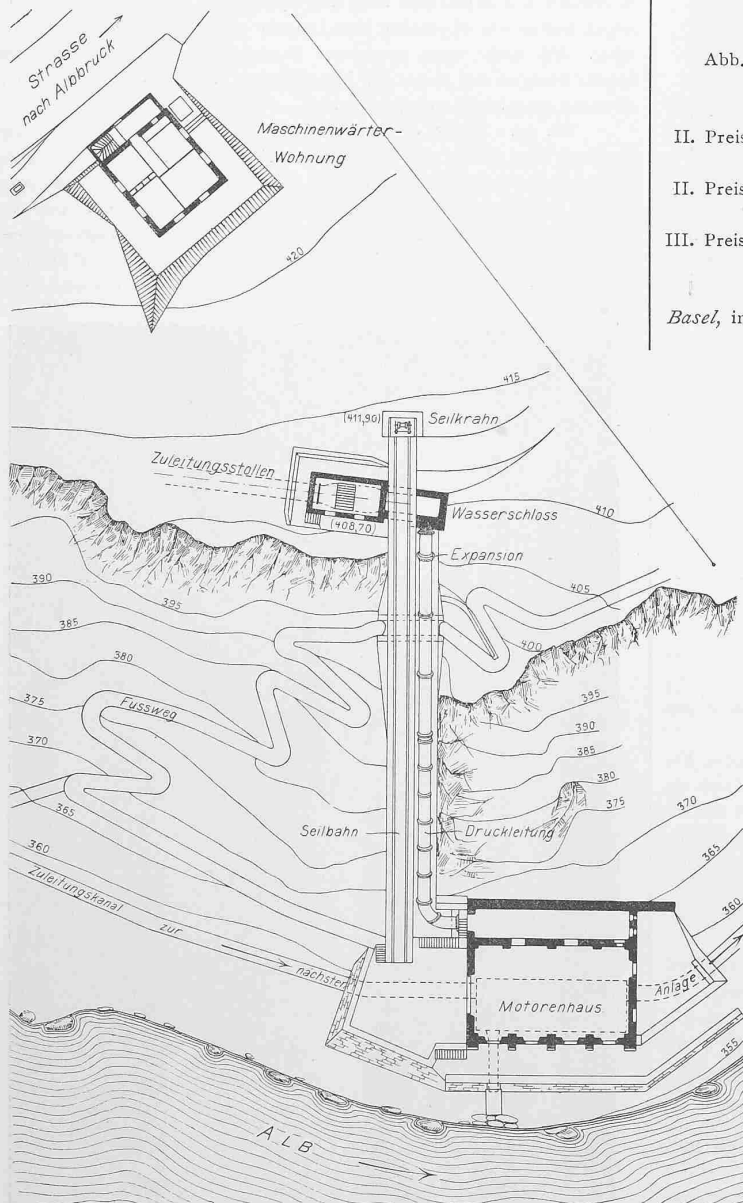 Strasse
nach Albbruck
Maschinenwärter-
Wohnung
Abb.
II. Preis
II. Preis
III. Preis
Basel, in
420
415
(411,90)
Seilkrahn
Zuleitungsstollen
(408,70)
Wasserschloss
410
Expansion
405
390
395
385
400
380
375
Fussweg
395
390
370
385
380
375
370
365
Seilbahn
Druckleitung
365
360
360
Zuleitungskanal zur nächsten Anlage
Motorenhaus
355
ALB